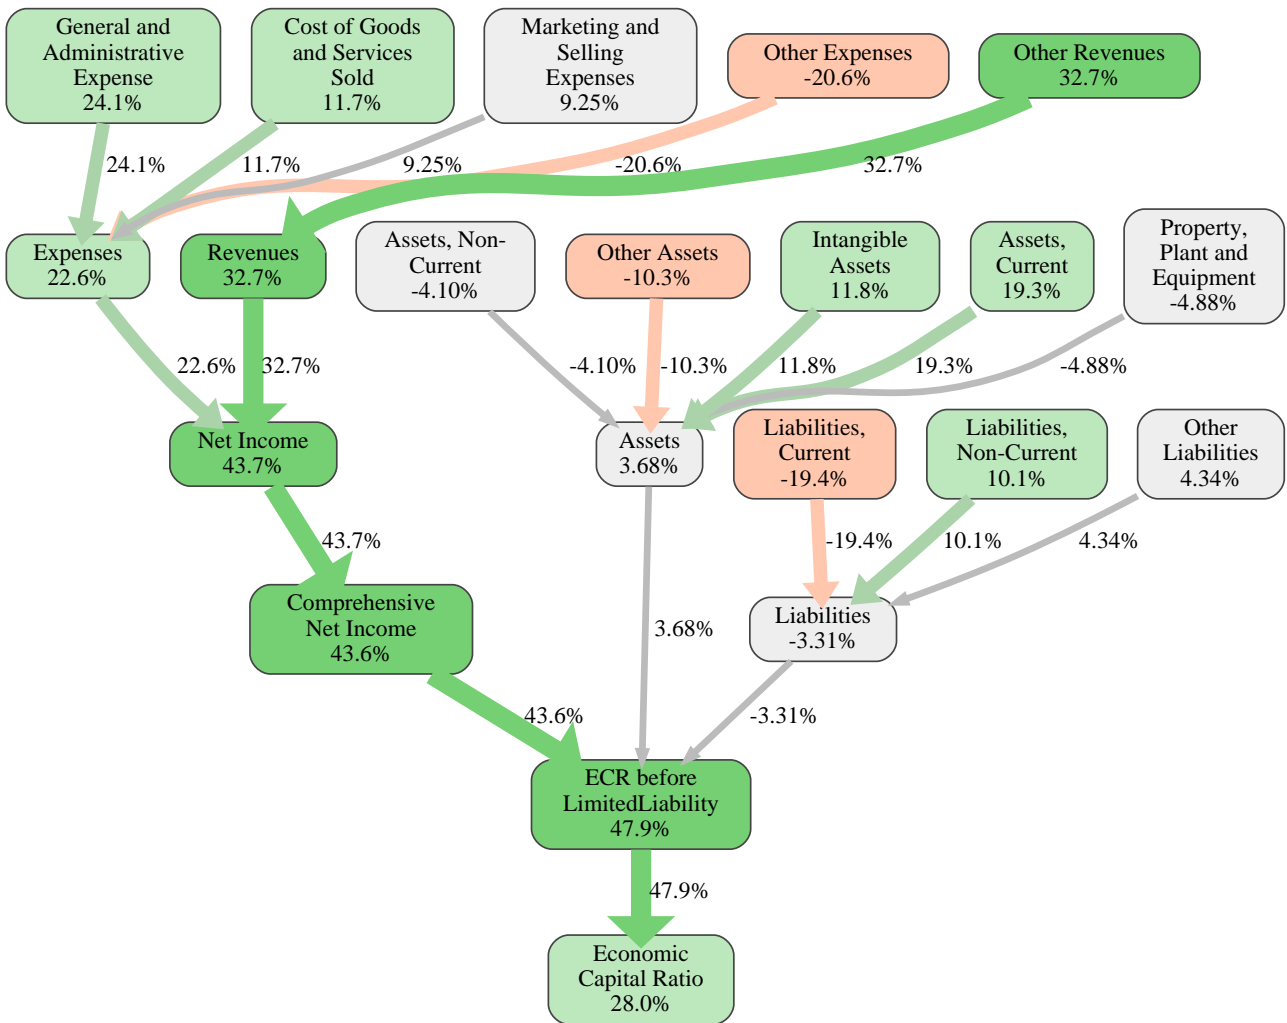 General and
Administrative
Expense
24.1%
Cost of Goods
and Services
Sold
11.7%
Marketing and
Selling
Expenses
9.25%
Other Expenses
-20.6%
Other Revenues
32.7%
24.1%
11.7%
9.25%
-20.6%
32.7%
Expenses
22.6%
Revenues
32.7%
Assets, Non-
Current
-4.10%
Other Assets
-10.3%
Intangible
Assets
11.8%
Assets,
Current
19.3%
Property,
Plant and
Equipment
-4.88%
22.6%
32.7%
-4.10%
-10.3%
11.8%
19.3%
-4.88%
Net Income
43.7%
Assets
3.68%
Liabilities,
Current
-19.4%
Liabilities,
Non-Current
10.1%
Other
Liabilities
4.34%
43.7%
-19.4%
10.1%
4.34%
Comprehensive
Net Income
43.6%
3.68%
Liabilities
-3.31%
43.6%
-3.31%
ECR before
LimitedLiability
47.9%
47.9%
Economic
Capital Ratio
28.0%